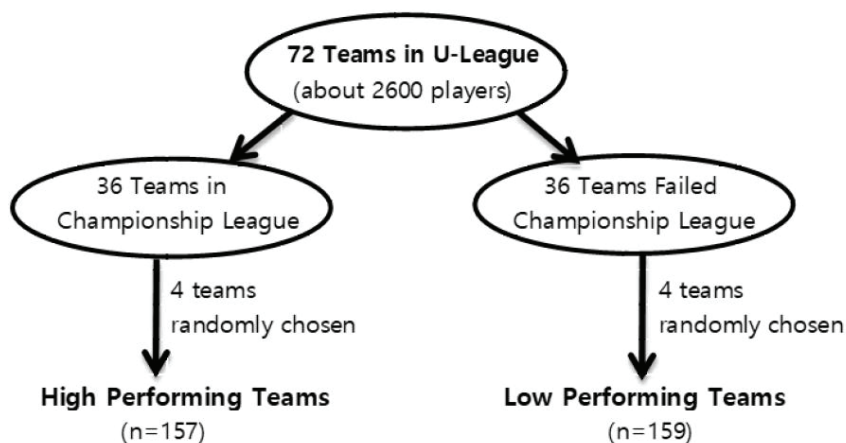 72 Teams in U-League
(about 2600 players)
36 Teams in
Championship League
36 Teams Failed
Championship League
4 teams
randomly chosen
4 teams
randomly chosen
High Performing Teams
(n=157)
Low Performing Teams
(n=159)